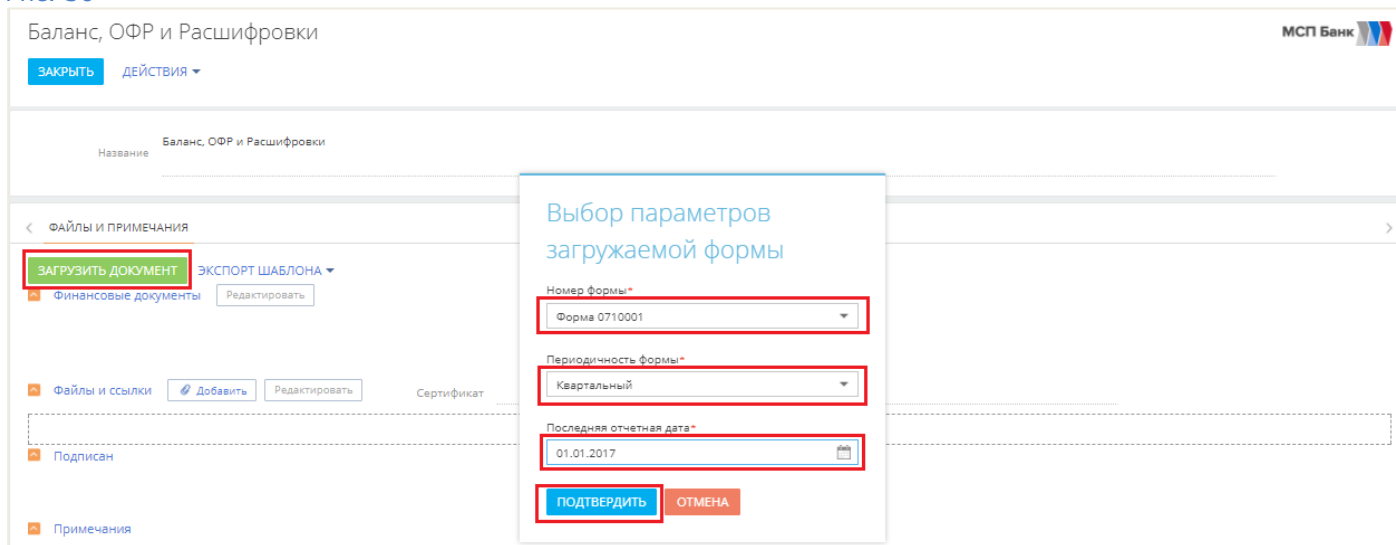 Баланс, ОФР и Расшифровки
МСП Банк
ЗАКРЫТЬ ДЕЙСТВИЯ
Название Баланс, ОФР и Расшифровки
ФАЙЛЫ И ПРИМЕЧАНИЯ
ЗАГРУЗИТЬ ДОКУМЕНТ ЭКСПОРТ ШАБЛОНА
Финансовые документы Редактировать
Файлы и ссылки Добавить Редактировать Сертификат
Подписан
Примечания
Выбор параметров
загружаемой формы
Номер формы*
Форма 0710001
Периодичность формы*
Квартальный
Последняя отчетная дата*
01.01.2017
ПОДТВЕРДИТЬ ОТМЕНА